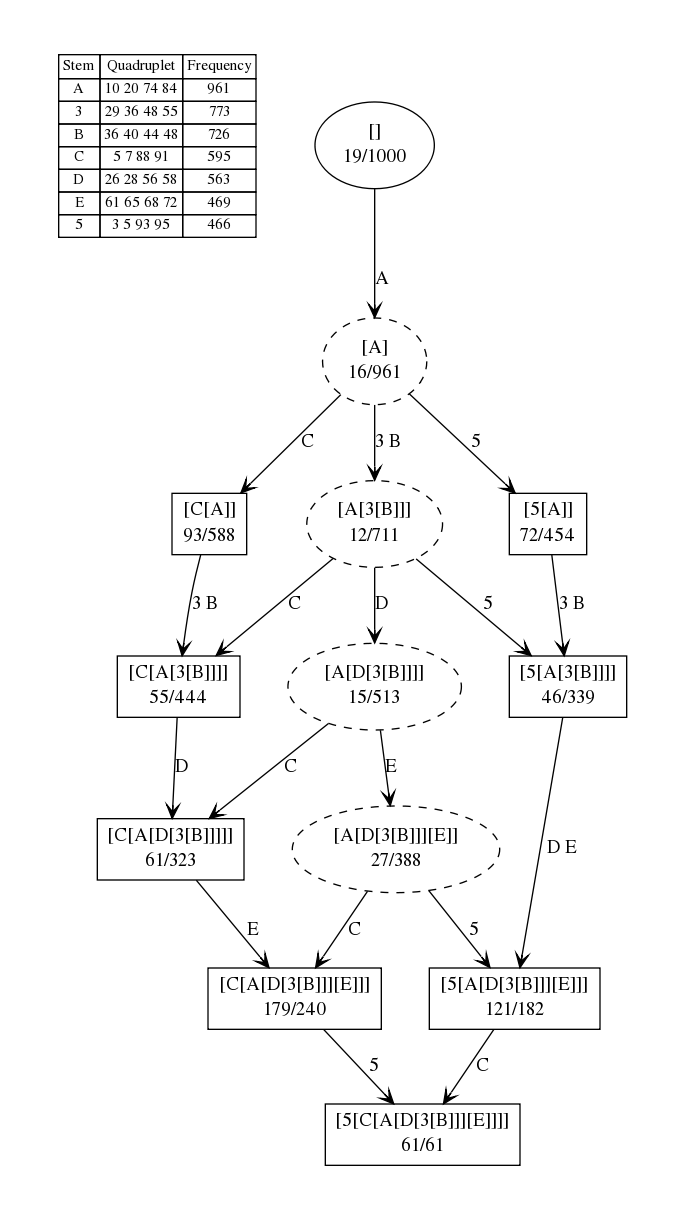 Stem Quadruplet Frequency
A 10 20 74 84 961
3 29 36 48 55 773
B 36 40 44 48 726
C 5 7 88 91 595
D 26 28 56 58 563
E 61 65 68 72 469
5 3 5 93 95 466
[]
19/1000
A
[A]
16/961
C 3 B 5
[C[A]]
93/588
[A[3[B]]]
12/711
[5[A]]
72/454
3 B C D 5 3 B
[C[A[3[B]]]]
55/444
[A[D[3[B]]]]
15/513
[5[A[3[B]]]]
46/339
D C E
[C[A[D[3[B]]]]]
61/323
[A[D[3[B]]][E]]
27/388
D E
E C 5
[C[A[D[3[B]]][E]]]
179/240
[5[A[D[3[B]]][E]]]
121/182
5 C
[5[C[A[D[3[B]]][E]]]]
61/61